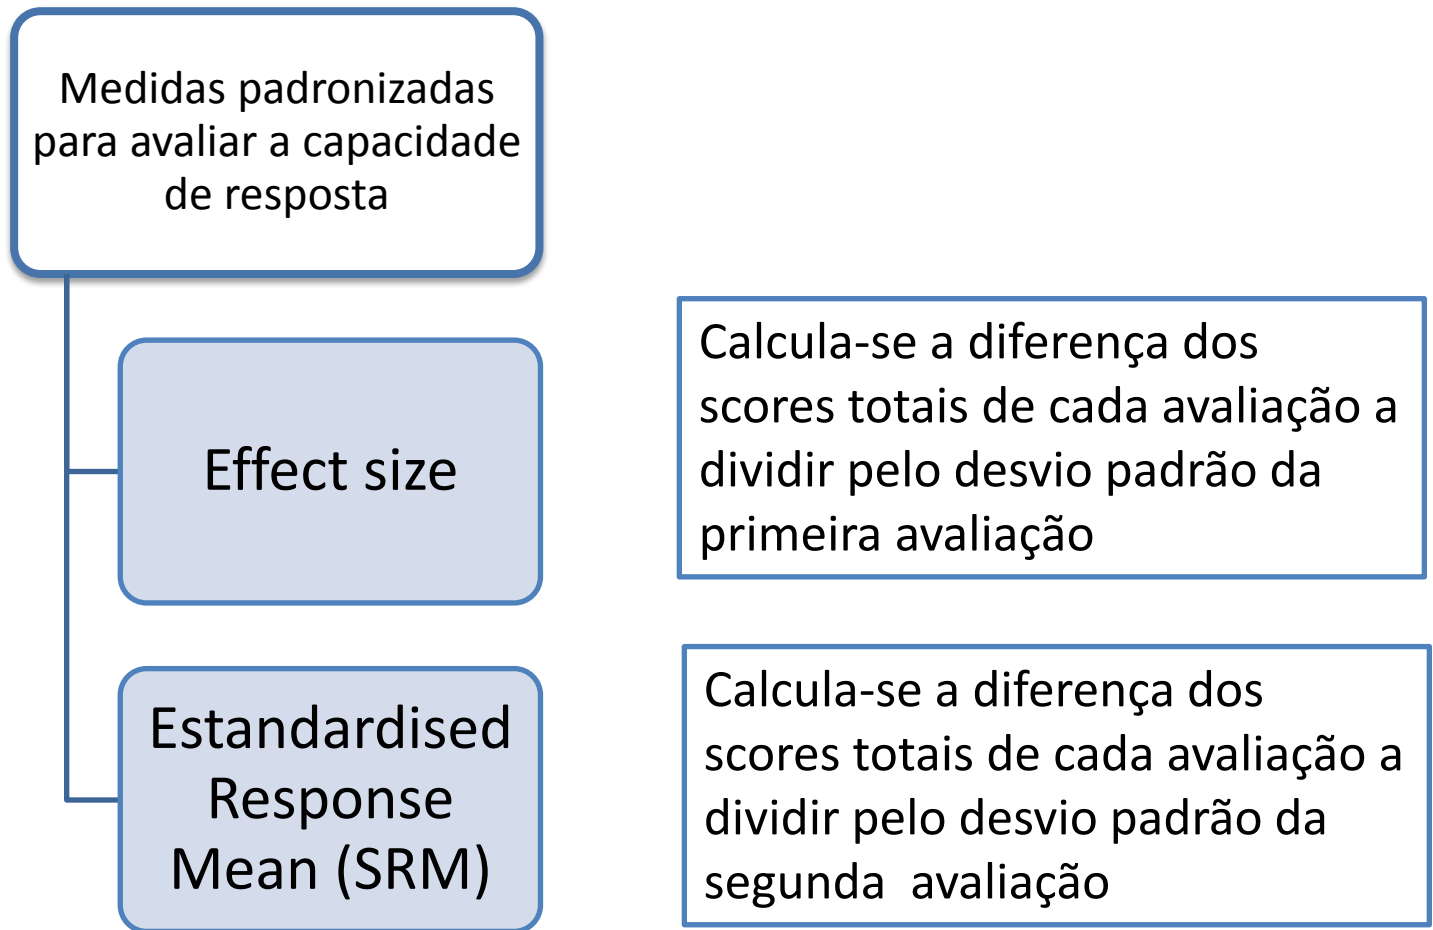 Medidas padronizadas
para avaliar a capacidade
de resposta
Effect size
Calcula-se a diferença dos
scores totais de cada avaliação a
dividir pelo desvio padrão da
primeira avaliação
Estandardised
Response
Mean (SRM)
Calcula-se a diferença dos
scores totais de cada avaliação a
dividir pelo desvio padrão da
segunda  avaliação